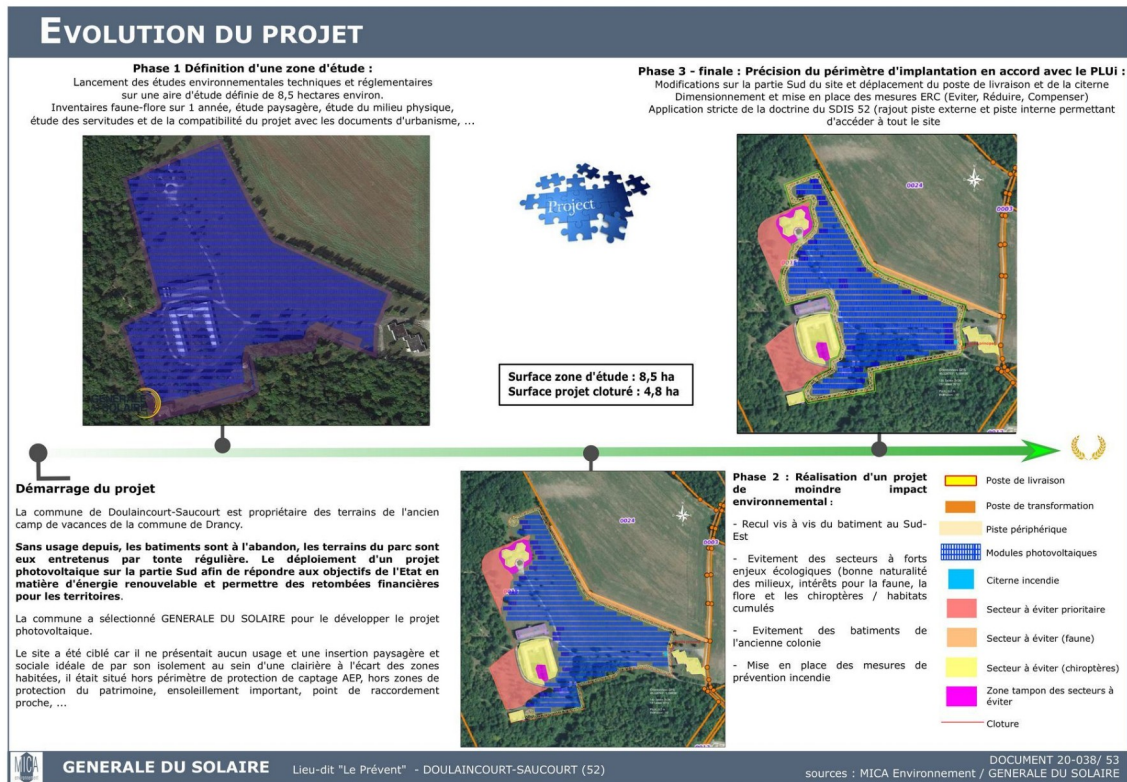 EVOLUTION DU PROJET
Phase 1 Définition d'une zone d'étude :
Lancement des études environnementales techniques et réglementaires
sur une aire d'étude définie de 8,5 hectares environ.
Inventaires faune-flore sur 1 année, étude paysagère, étude du milieu physique,
étude des servitudes et de la compatibilité du projet avec les documents d'urbanisme, ...
Phase 3 - finale : Précision du périmètre d'implantation en accord avec le PLUi :
Modifications sur la partie Sud du site et déplacement du poste de livraison et de la citerne
Dimensionnement et mise en place des mesures ERC (Eviter, Réduire, Compenser)
Application stricte de la doctrine du SDIS 52 (rajout piste externe et piste interne permettant
d'accéder à tout le site
Project
0024
0003
Surface zone d'étude : 8,5 ha
Surface projet cloturé : 4,8 ha
Démarrage du projet
La commune de Doulaincourt-Saucourt est propriétaire des terrains de l'ancien
camp de vacances de la commune de Drancy.
Sans usage depuis, les batiments sont à l'abandon, les terrains du parc sont
eux entretenus par tonte régulière. Le déploiement d'un projet
photovoltaique sur la partie Sud afin de répondre aux objectifs de l'Etat en
matière d'énergie renouvelable et permettre des retombées financières
pour les territoires.
La commune a sélectionné GENERALE DU SOLAIRE pour le développer le projet
photovoltaique.
Le site a été ciblé car il ne présentait aucun usage et une insertion paysagère et
sociale idéale de par son isolement au sein d'une clairière à l'écart des zones
habitées, il était situé hors périmètre de protection de captage AEP, hors zones de
protection du patrimoine, ensoleillement important, point de raccordement
proche, ...
0024
0003
Phase 2 : Réalisation d'un projet
de moindre impact
environnemental :
- Recul vis à vis du batiment au Sud-
Est
- Evitement des secteurs à forts
enjeux écologiques (bonne naturalité
des milieux, intérêts pour la faune, la
flore et les chiroptères / habitats
cumulés
- Evitement des batiments de
l'ancienne colonie
- Mise en place des mesures de
prévention incendie
Poste de livraison
Poste de transformation
Piste périphérique
Modules photovoltaiques
Citerne incendie
Secteur à éviter prioritaire
Secteur à éviter (faune)
Secteur à éviter (chiroptères)
Zone tampon des secteurs à
éviter
Cloture
MICA
GENERALE DU SOLAIRE
Lieu-dit "Le Prévent" - DOULAINCOURT-SAUCOURT (52)
DOCUMENT 20-038/ 53
sources : MICA Environnement / GENERALE DU SOLAIRE